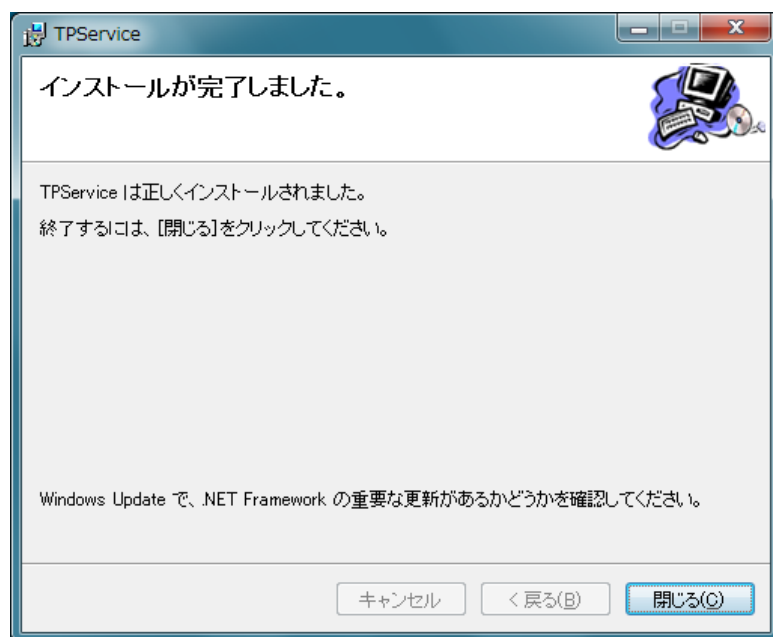 TPService
インストールが完了しました。
TPService は正しくインストールされました。
終了するには、[閉じる]をクリックしてください。
Windows Update で、.NET Framework の重要な更新があるかどうかを確認してください。
キャンセル
< 戻る(B)
閉じる(C)